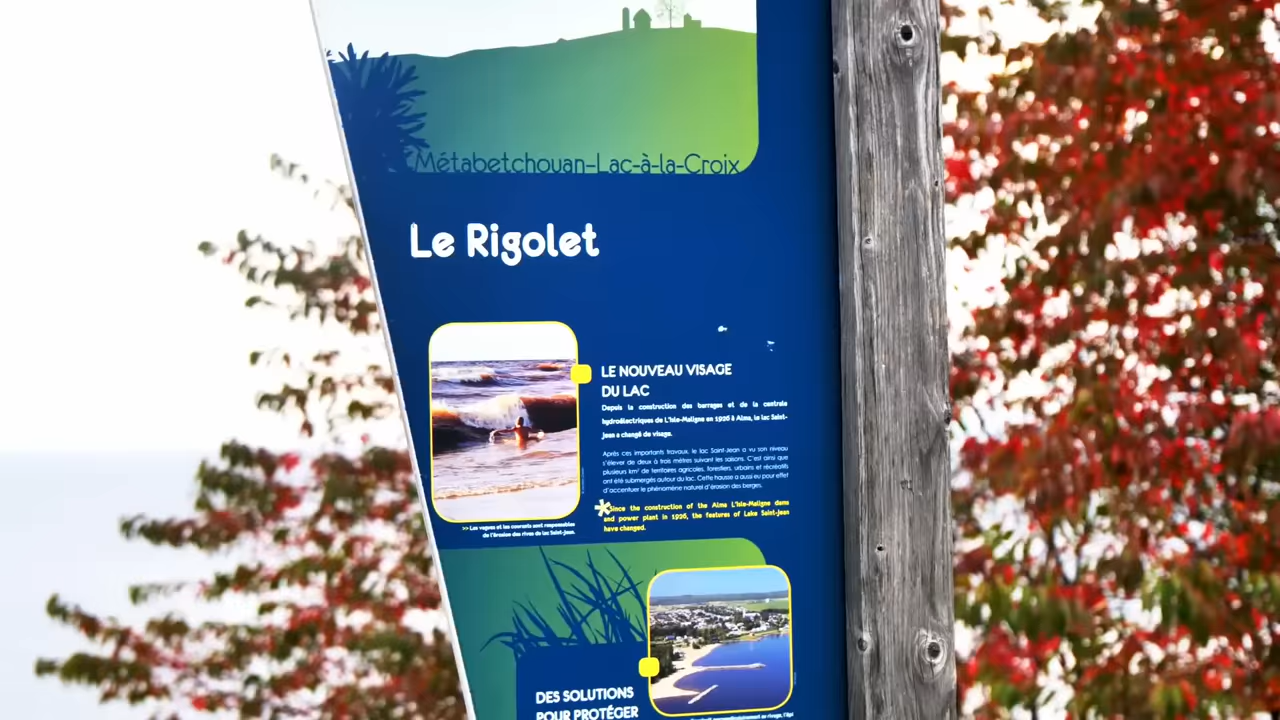 Métabetchouan-Lac-à-la-Croix
Le Rigolet
LE NOUVEAU VISAGE
DU LAC
Depuis la construction des barrages et de la centrale
hydroélectriques de L'Isle-Maligne en 1926 à Alma, le lac Saint-
Jean a changé de visage.
Après ces importants travaux, le lac Saint-Jean a vu son niveau
s'élever de deux à trois mètres suivant les saisons. C'est ainsi que
plusieurs km² de territoires agricoles, forestiers, urbains et récréatifs
ont été submergés autour du lac. Cette hausse a aussi eu pour effet
d'accentuer le phénomène naturel d'érosion des berges.
*Since the construction of the Alma L'Isle-Maligne dams
and power plant in 1926, the features of Lake Saint-Jean
have changed.
>> Les vagues et les courants sont responsables
de l'érosion des rives du lac Saint-Jean.
DES SOLUTIONS
POUR PROTÉGER